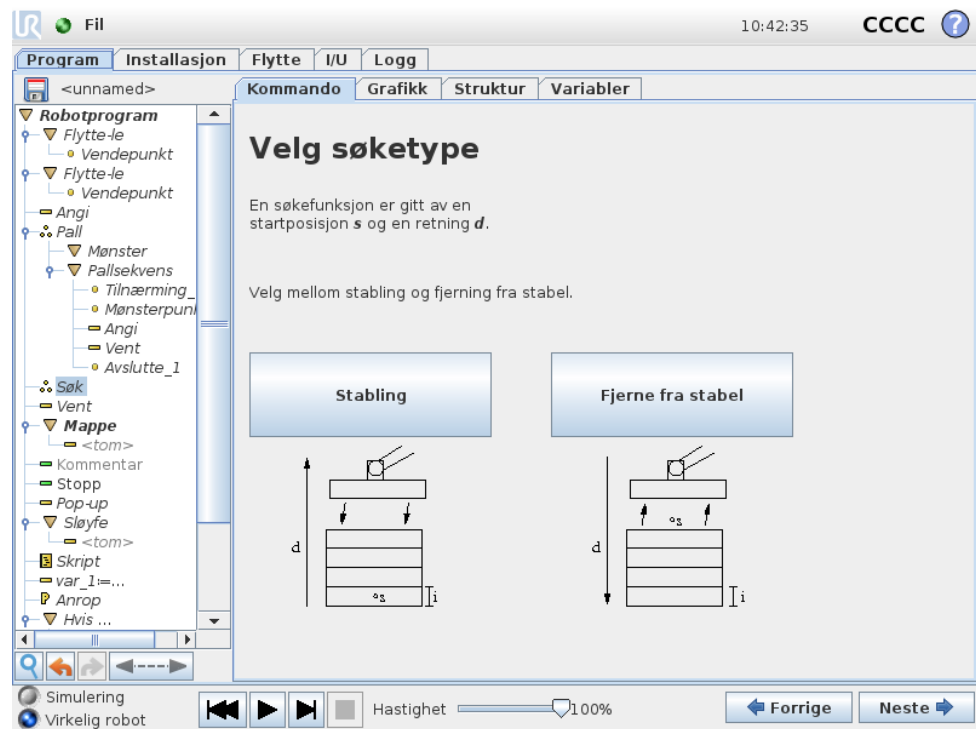 UR Fil 10:42:35 CCCC ?
Program Installasjon Flytte I/U Logg
<unnamed>
Kommando Grafikk Struktur Variabler
Robotprogram
Flytte-le
Vendepunkt
Flytte-le
Vendepunkt
Angi
Pall
Mønster
Pallsekvens
Tilnærming_
Mønsterpunl
Angi
Vent
Avslutte_1
Søk
Vent
Mappe
<tom>
Kommentar
Stopp
Pop-up
Sløyfe
<tom>
Skript
var_1:=...
Anrop
Hvis ...
Velg søketype
En søkefunksjon er gitt av en
startposisjon s og en retning d.
Velg mellom stabling og fjerning fra stabel.
Stabling
Fjerne fra stabel
d
s
i
d
s
i
Simulering
Virkelig robot
Hastighet 100%
Forrige
Neste